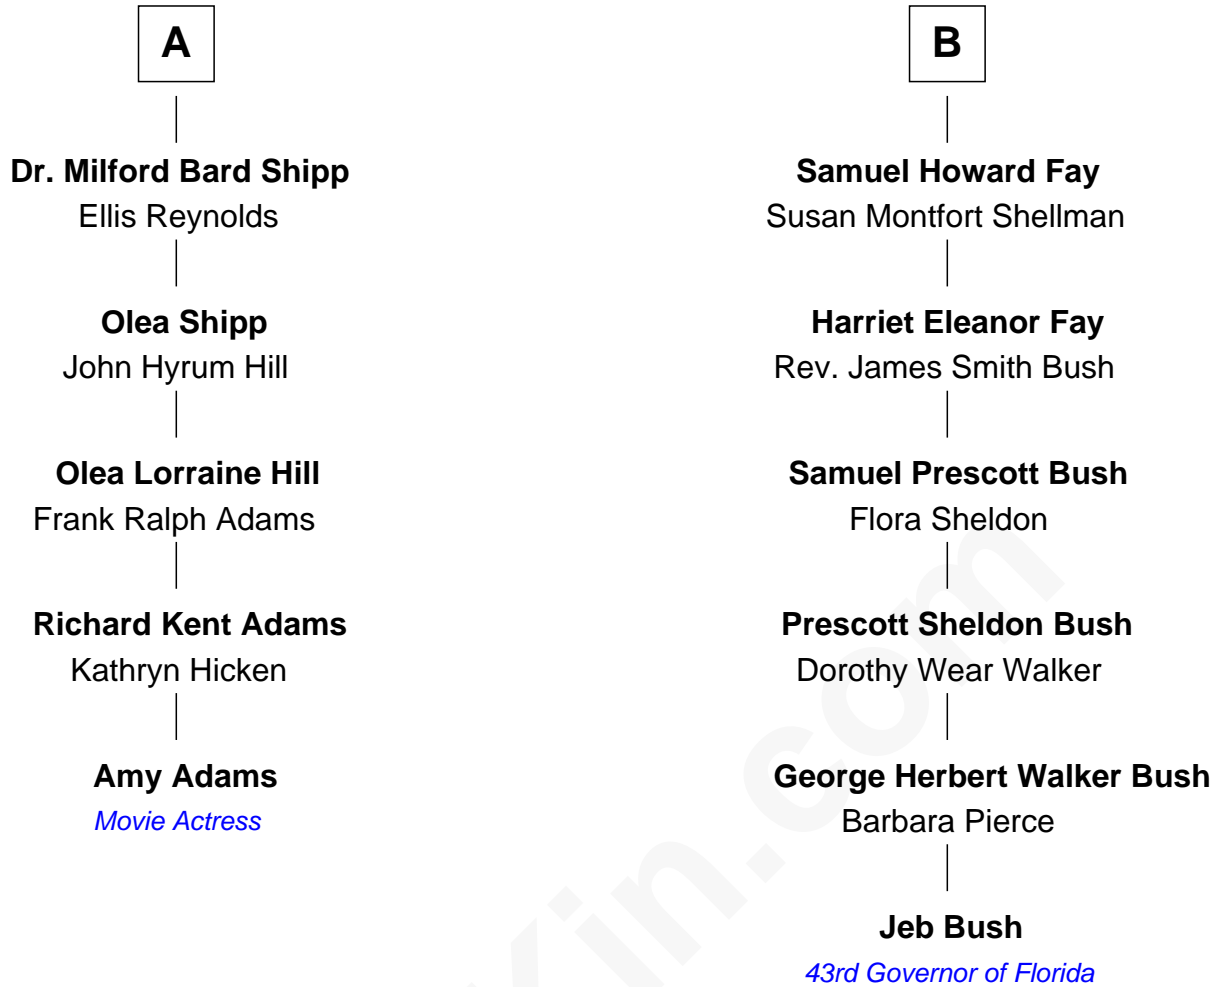 A
Dr. Milford Bard Shipp
Ellis Reynolds
Olea Shipp
John Hyrum Hill
Olea Lorraine Hill
Frank Ralph Adams
Richard Kent Adams
Kathryn Hicken
Amy Adams
Movie Actress
B
Samuel Howard Fay
Susan Montfort Shellman
Harriet Eleanor Fay
Rev. James Smith Bush
Samuel Prescott Bush
Flora Sheldon
Prescott Sheldon Bush
Dorothy Wear Walker
George Herbert Walker Bush
Barbara Pierce
Jeb Bush
43rd Governor of Florida
Kin.com